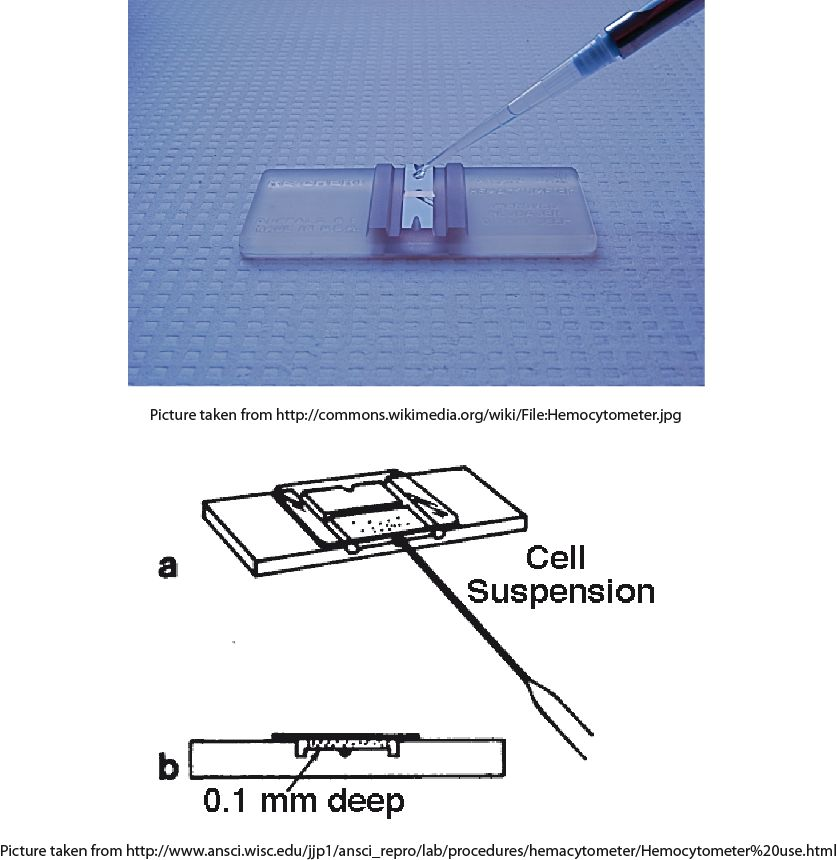 Picture taken from http://commons.wikimedia.org/wiki/File:Hemocytometer.jpg
a
Cell
Suspension
b
0.1 mm deep
Picture taken from http://www.ansci.wisc.edu/jjp1/ansci_repro/lab/procedures/hemacytometer/Hemocytometer%20use.html